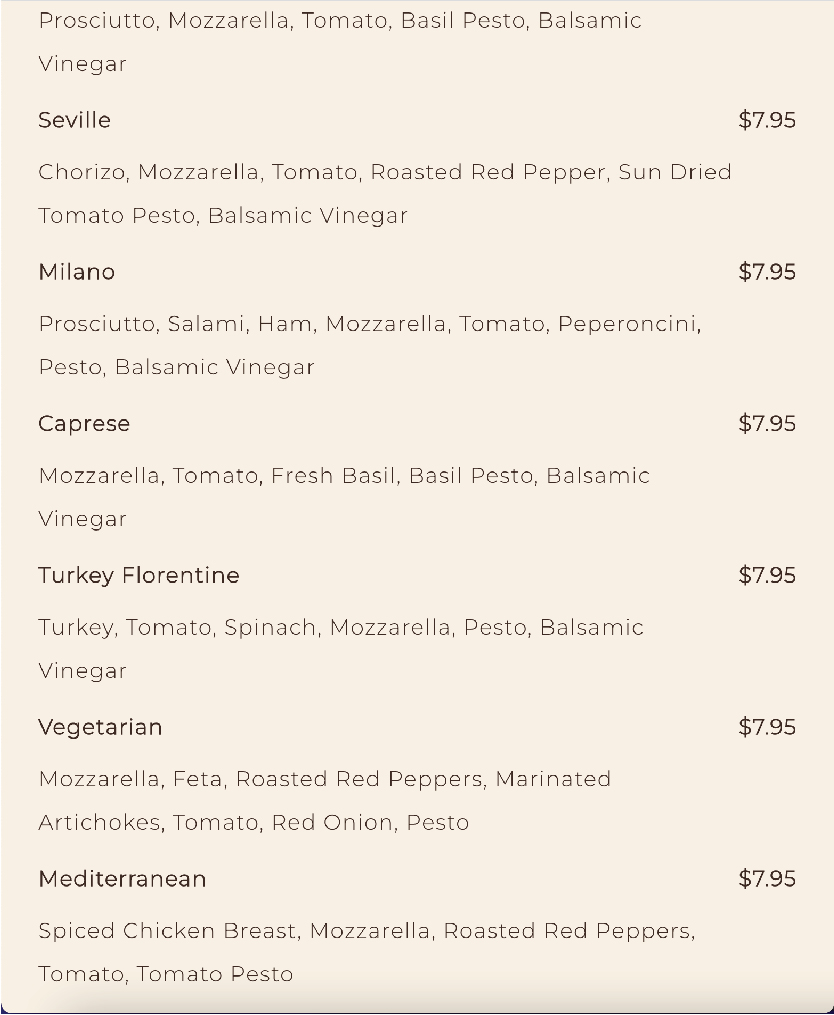 Prosciutto, Mozzarella, Tomato, Basil Pesto, Balsamic
Vinegar
Seville $7.95
Chorizo, Mozzarella, Tomato, Roasted Red Pepper, Sun Dried
Tomato Pesto, Balsamic Vinegar
Milano $7.95
Prosciutto, Salami, Ham, Mozzarella, Tomato, Peperoncini,
Pesto, Balsamic Vinegar
Caprese $7.95
Mozzarella, Tomato, Fresh Basil, Basil Pesto, Balsamic
Vinegar
Turkey Florentine $7.95
Turkey, Tomato, Spinach, Mozzarella, Pesto, Balsamic
Vinegar
Vegetarian $7.95
Mozzarella, Feta, Roasted Red Peppers, Marinated
Artichokes, Tomato, Red Onion, Pesto
Mediterranean $7.95
Spiced Chicken Breast, Mozzarella, Roasted Red Peppers,
Tomato, Tomato Pesto